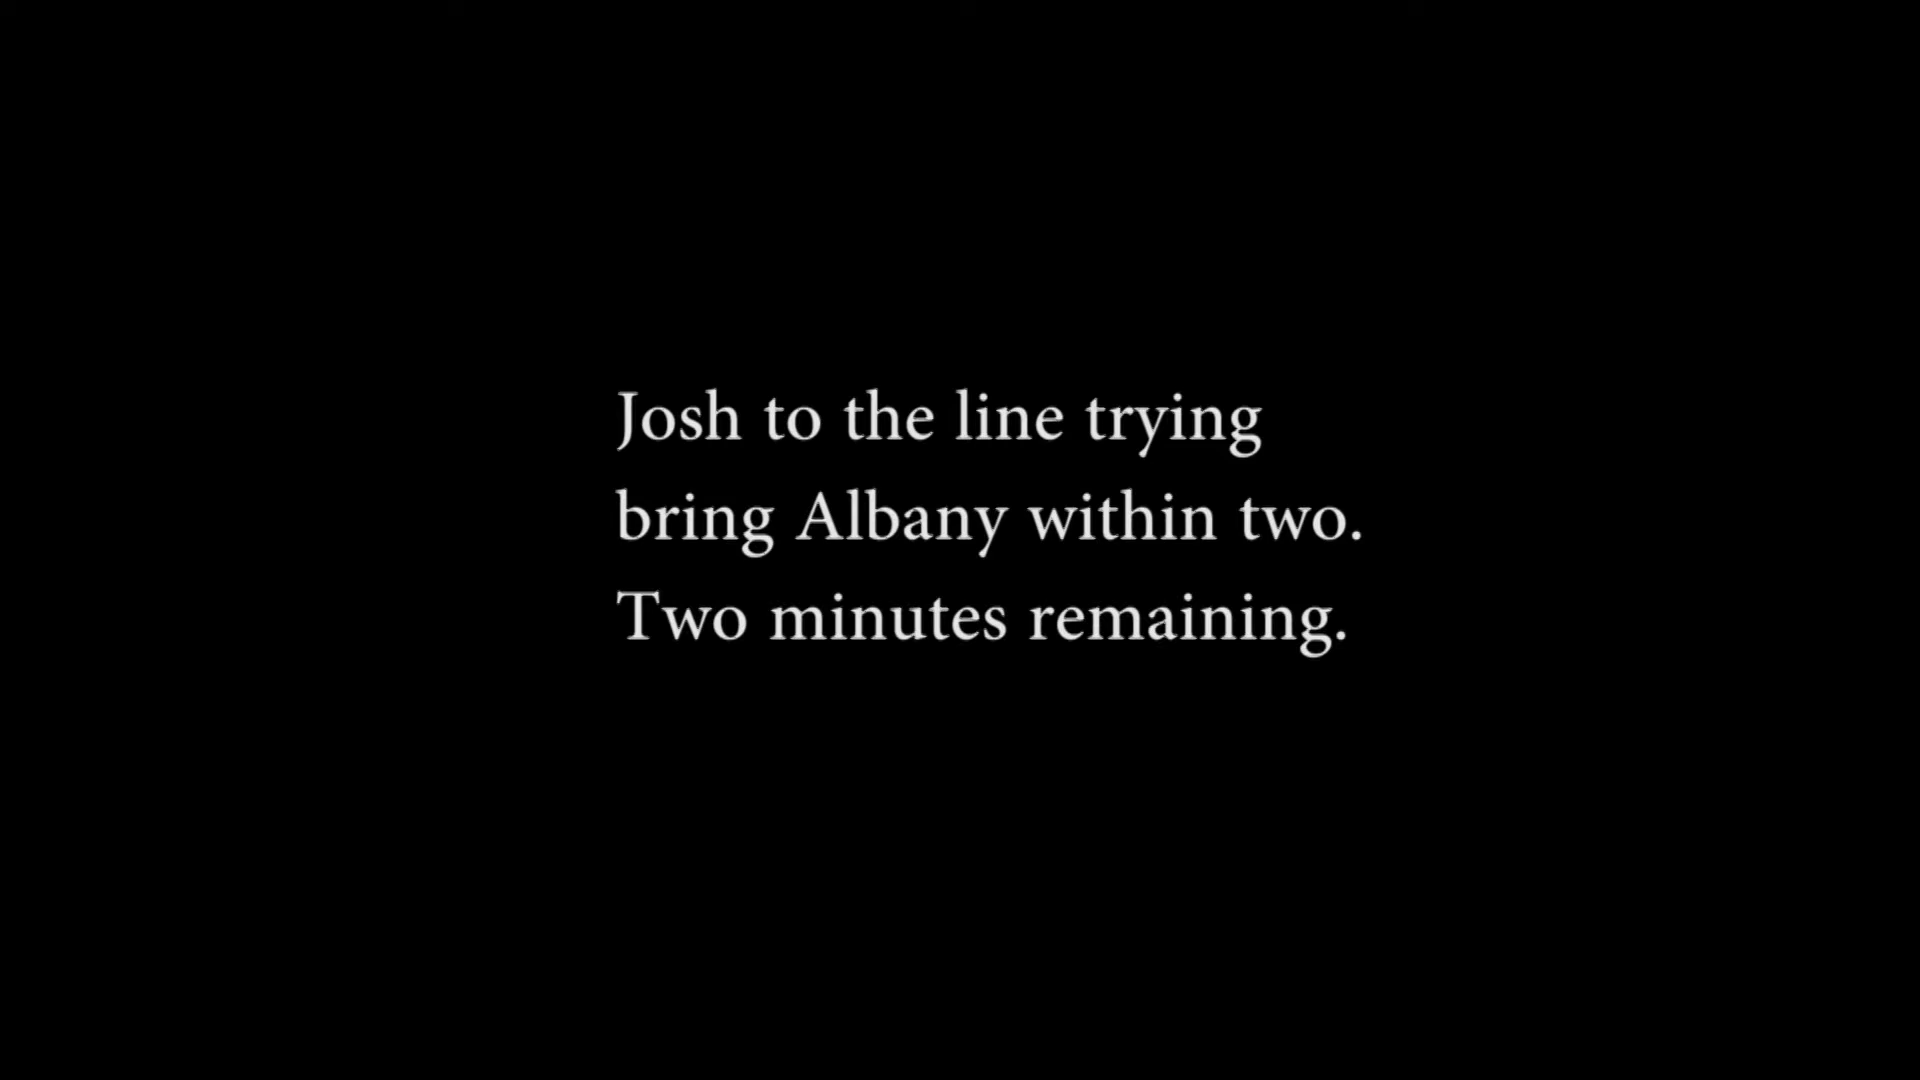 Josh to the line trying
bring Albany within two.
Two minutes remaining.